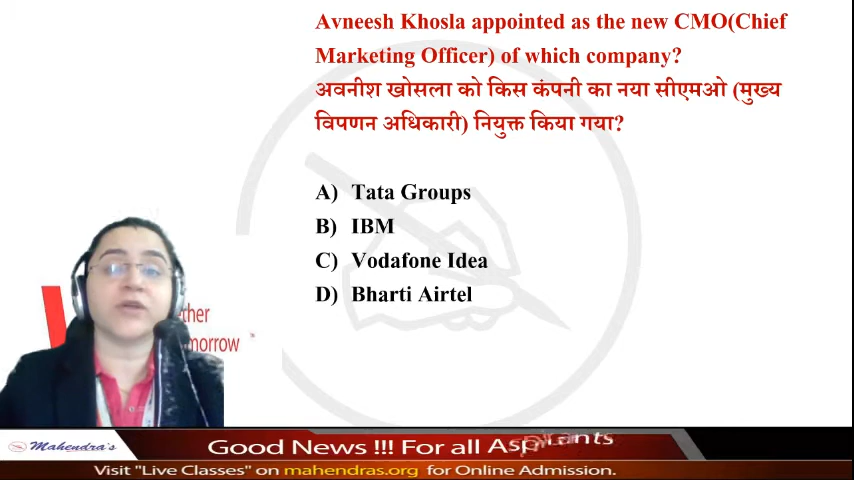 Avneesh Khosla appointed as the new CMO(Chief
Marketing Officer) of which company?
अवनीश खोसला को किस कंपनी का नया सीएमओ (मुख्य
विपणन अधिकारी) नियुक्त किया गया?
A) Tata Groups
B) IBM
C) Vodafone Idea
D) Bharti Airtel
Mahendra's
Good News !!! For all Aspirants
Visit "Live Classes" on mahendras.org for Online Admission.